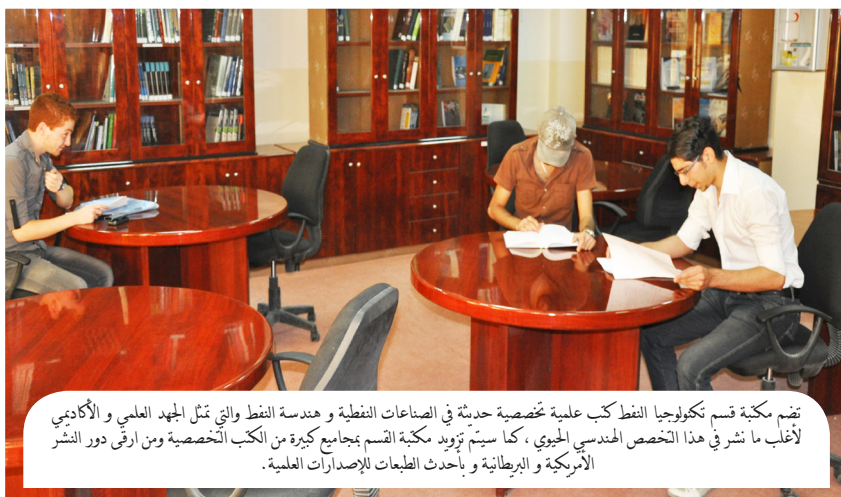 تضم مكتبة قسم تكنولوجيا النفط كتب علمية تخصصية حديثة في الصناعات النفطية و هندسة النفط والتي تمثل الجهد العلمي و الأكاديمي
لأغلب ما نشر في هذا التخصص الهندسي الحيوي ، كما سيتم تزويد مكتبة القسم بمجاميع كبيرة من الكتب التخصصية ومن ارقى دور النشر
الأمريكية و البريطانية و بأحدث الطبعات للإصدارات العلمية .